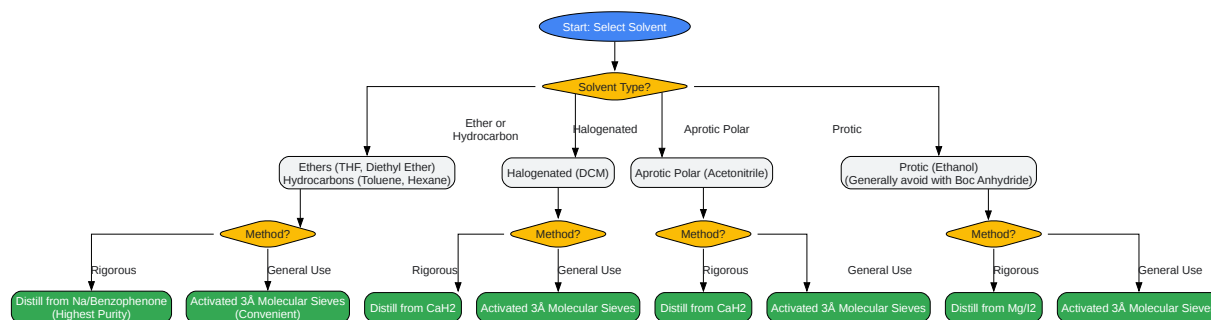 Start: Select Solvent
Solvent Type?
Ether or
Hydrocarbon
Halogenated
Aprotic Polar
Protic
Ethers (THF, Diethyl Ether)
Hydrocarbons (Toluene, Hexane)
Halogenated (DCM)
Aprotic Polar (Acetonitrile)
Protic (Ethanol)
(Generally avoid with Boc Anhydride)
Method?
Method?
Method?
Method?
Rigorous
General Use
Rigorous
General Use
Rigorous
General Use
Rigorous
General Use
Distill from Na/Benzophenone
(Highest Purity)
Activated 3Å Molecular Sieves
(Convenient)
Distill from CaH2
Activated 3Å Molecular Sieves
Distill from CaH2
Activated 3Å Molecular Sieves
Distill from Mg/I2
Activated 3Å Molecular Sieves